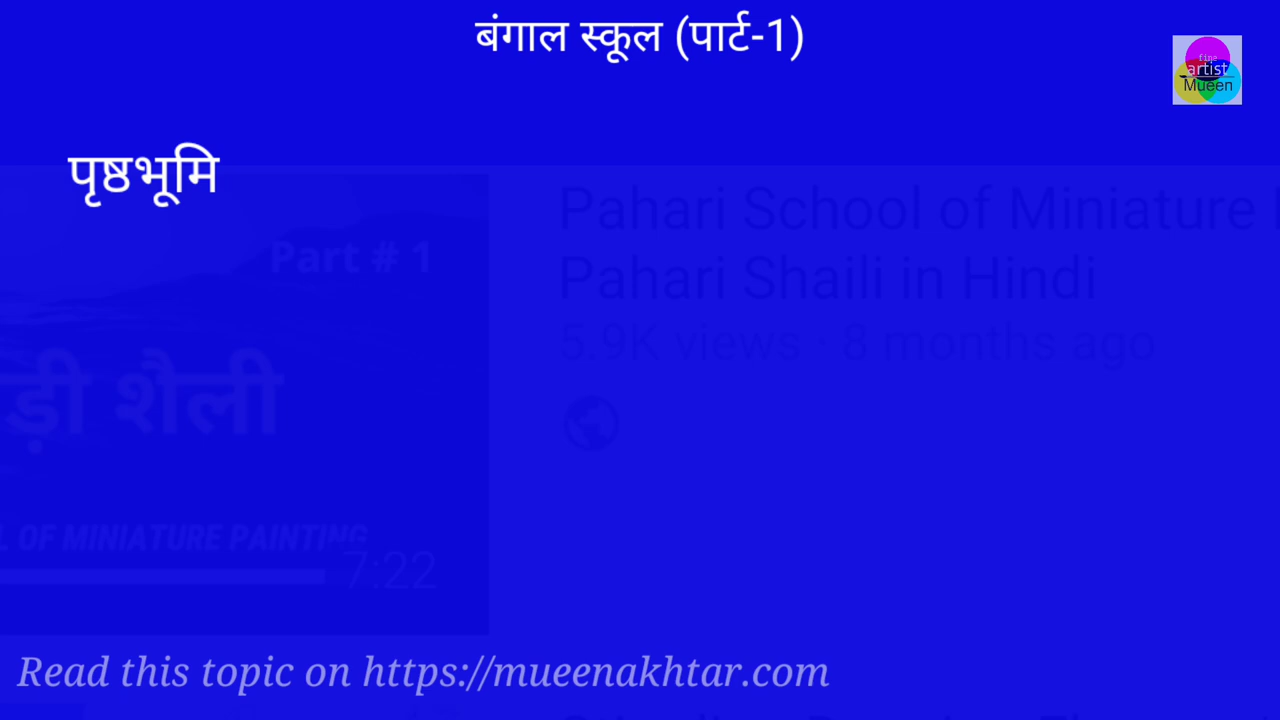 बंगाल स्कूल (पार्ट-1)
fine
artist
Mueen
पृष्ठभूमि
Pahari School of Miniature
Part # 1
Pahari Shaili in Hindi
5.9K views · 8 months ago
ड़ी शैली
OF MINIATURE PAINTING
7:22
Read this topic on https://mueenakhtar.com